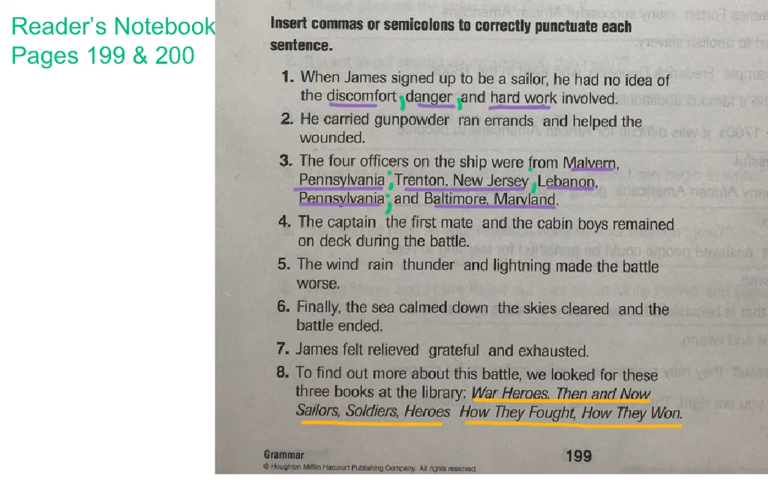 Reader's Notebook
Pages 199 & 200
Insert commas or semicolons to correctly punctuate each
sentence.
1. When James signed up to be a sailor, he had no idea of
the discomfort, danger, and hard work involved.
2. He carried gunpowder ran errands and helped the
wounded.
3. The four officers on the ship were from Malvern,
Pennsylvania; Trenton, New Jersey; Lebanon,
Pennsylvania; and Baltimore, Maryland.
4. The captain the first mate and the cabin boys remained
on deck during the battle.
5. The wind rain thunder and lightning made the battle
worse.
6. Finally, the sea calmed down the skies cleared and the
battle ended.
7. James felt relieved grateful and exhausted.
8. To find out more about this battle, we looked for these
three books at the library: War Heroes, Then and Now
Sailors, Soldiers, Heroes How They Fought, How They Won.
Grammar
199
© Houghton Mifflin Harcourt Publishing Company. All rights reserved.